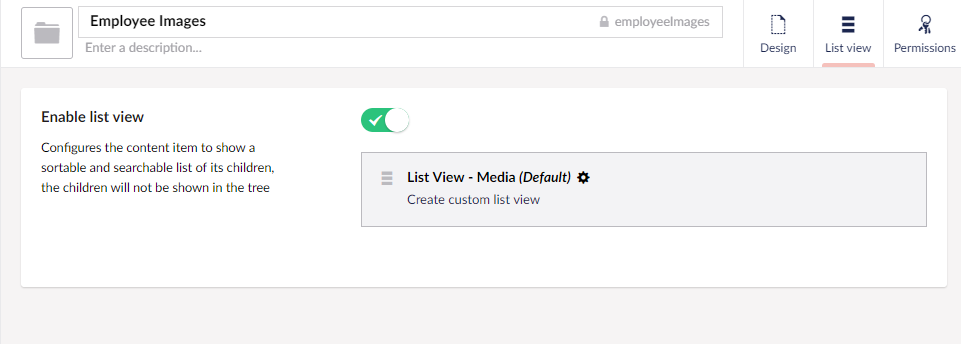 Employee Images
employeeImages
Enter a description...
Design
List view
Permissions
Enable list view
Configures the content item to show a
sortable and searchable list of its children,
the children will not be shown in the tree
List View - Media (Default)
Create custom list view